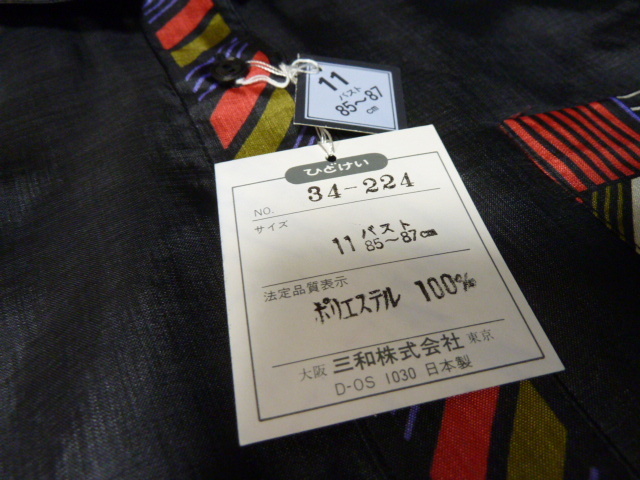 11
バスト
85〜87
cm
ひどけい
NO. 34-224
サイズ
11 バスト
85〜87cm
法定品質表示
ポリエステル 100%
大阪 三和株式会社 東京
D-OS 1030 日本製